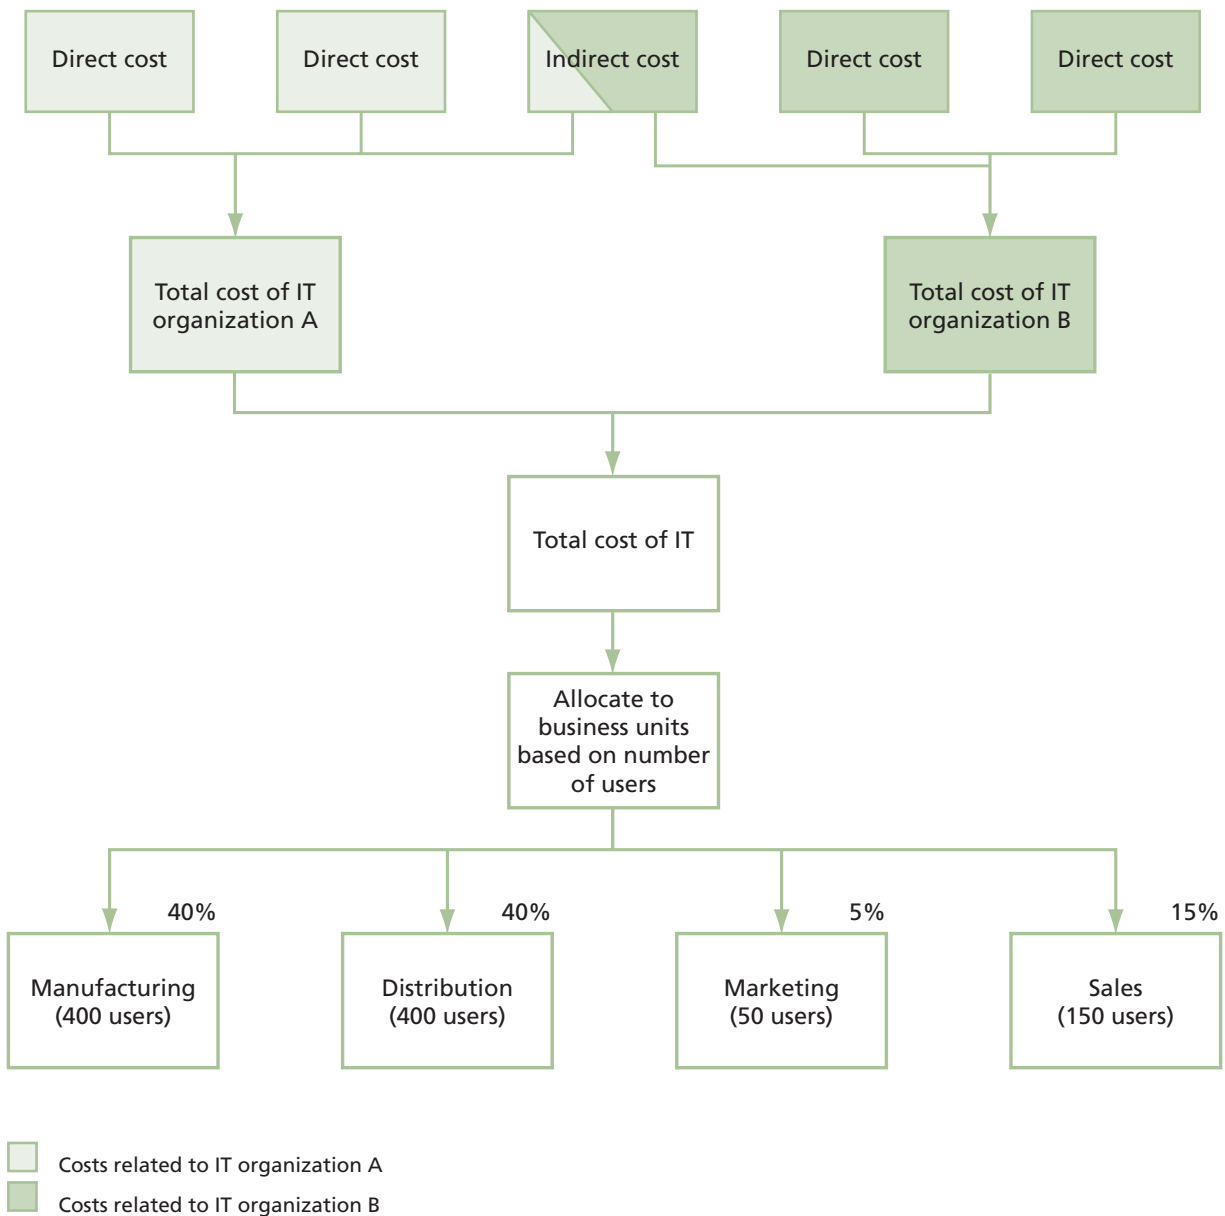 Direct cost
Direct cost
Indirect cost
Direct cost
Direct cost
Total cost of IT
organization A
Total cost of IT
organization B
Total cost of IT
Allocate to
business units
based on number
of users
40%
40%
5%
15%
Manufacturing
(400 users)
Distribution
(400 users)
Marketing
(50 users)
Sales
(150 users)
Costs related to IT organization A
Costs related to IT organization B